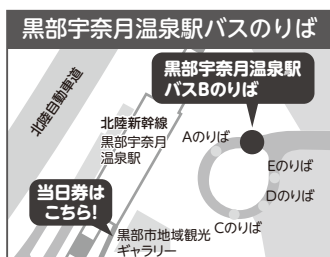 黒部宇奈月温泉駅バスのりば
黒部宇奈月温泉駅
バスBのりば
北陸自動車道
北陸新幹線
黒部宇奈月
温泉駅
Aのりば
Eのりば
Dのりば
Cのりば
当日券は
こちら!
黒部市地域観光
ギャラリー